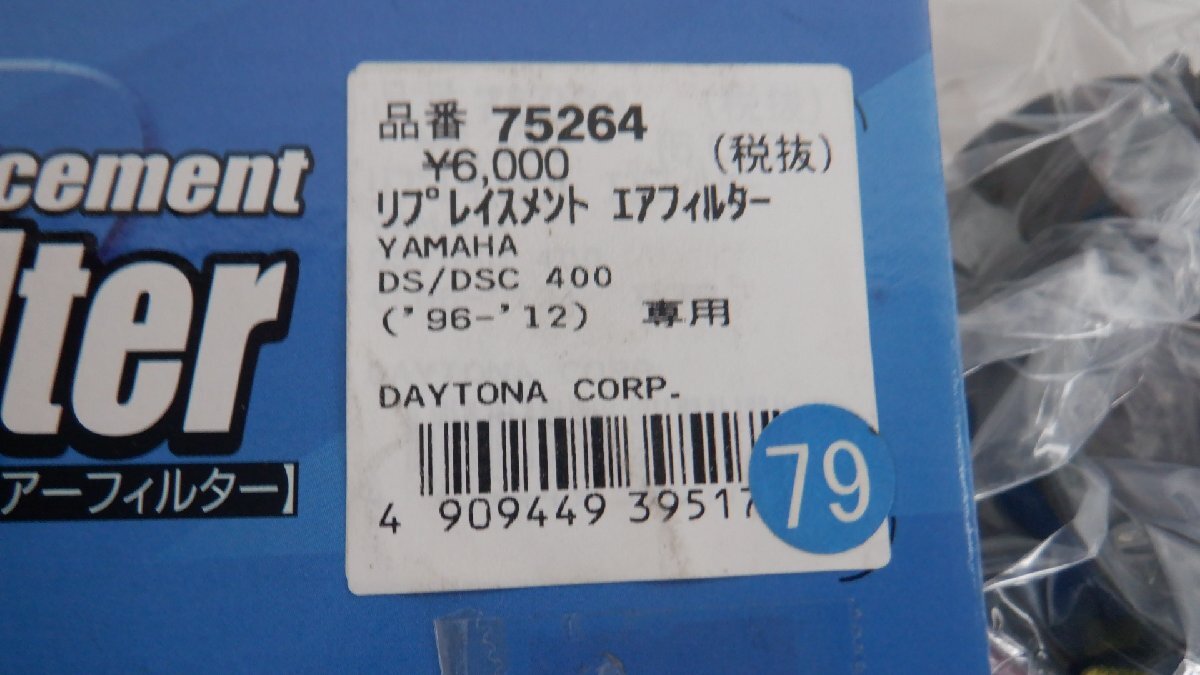 cement
lter
アーフィルター】
品番 75264
¥6,000 (税抜)
リプレイスメント エアフィルター
YAMAHA
DS/DSC 400
('96-'12) 専用
DAYTONA CORP.
4 909449 39517
79